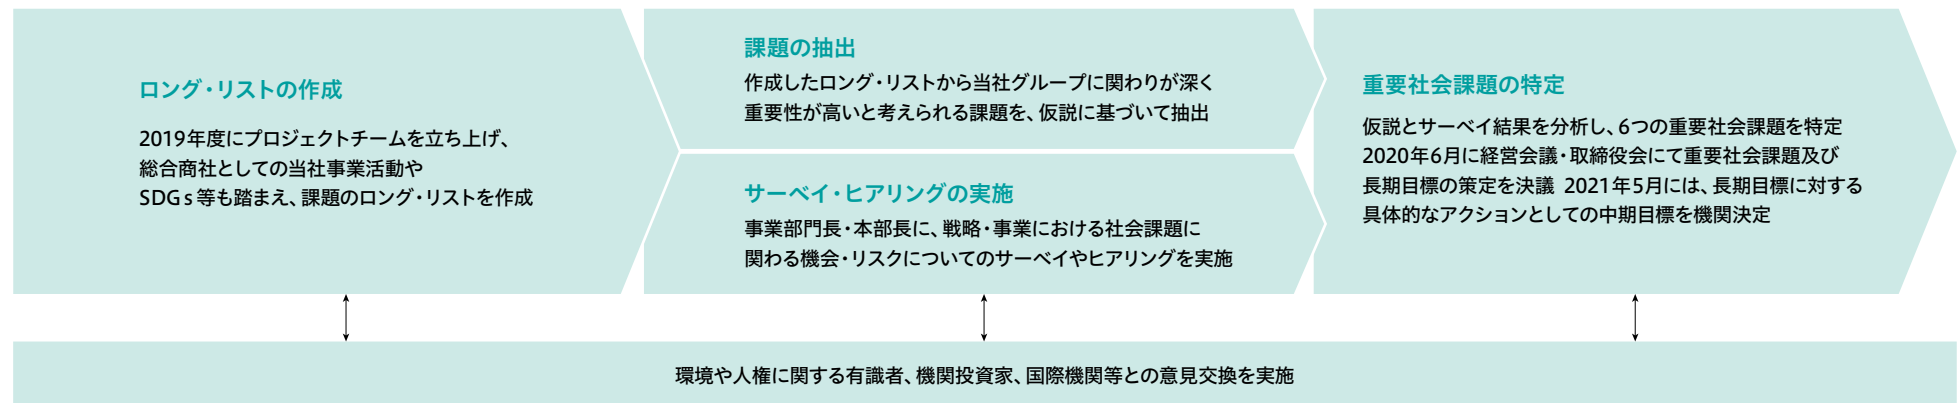 ロング・リストの作成
2019年度にプロジェクトチームを立ち上げ、
総合商社としての当社事業活動や
SDGs等も踏まえ、課題のロング・リストを作成
課題の抽出
作成したロング・リストから当社グループに関わりが深く
重要性が高いと考えられる課題を、仮説に基づいて抽出
サーベイ・ヒアリングの実施
事業部門長・本部長に、戦略・事業における社会課題に
関わる機会・リスクについてのサーベイやヒアリングを実施
重要社会課題の特定
仮説とサーベイ結果を分析し、6つの重要社会課題を特定
2020年6月に経営会議・取締役会にて重要社会課題及び
長期目標の策定を決議 2021年5月には、長期目標に対する
具体的なアクションとしての中期目標を機関決定
環境や人権に関する有識者、機関投資家、国際機関等との意見交換を実施